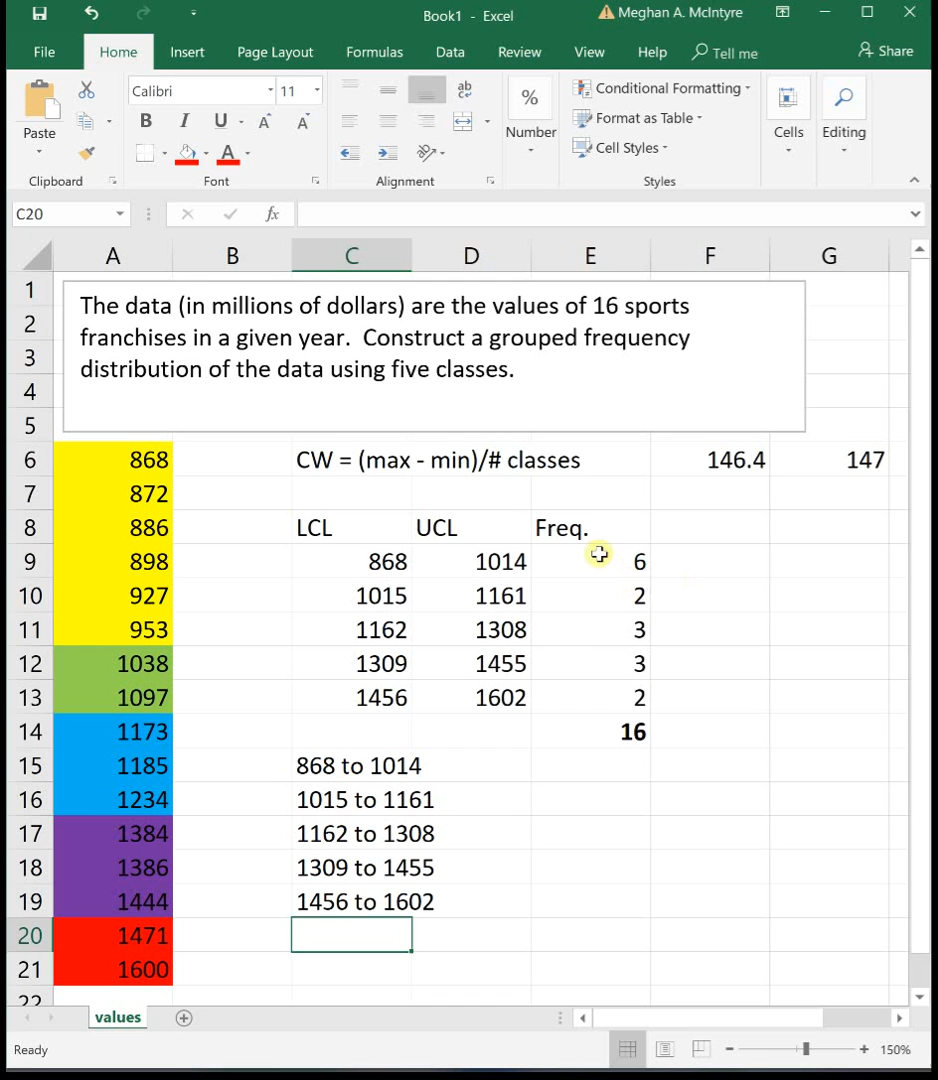 Book1 - Excel
Meghan A. McIntyre
File Home Insert Page Layout Formulas Data Review View Help Tell me Share
Calibri 11
ab
Conditional Formatting
B I U A A
%
Format as Table
Paste
Number
Cells Editing
Cell Styles
Clipboard Font Alignment Styles
C20 fx
A B C D E F G
1 The data (in millions of dollars) are the values of 16 sports
2 franchises in a given year. Construct a grouped frequency
3 distribution of the data using five classes.
4
5
6 868 CW = (max - min)/# classes 146.4 147
7 872
8 886 LCL UCL Freq.
9 898 868 1014 6
10 927 1015 1161 2
11 953 1162 1308 3
12 1038 1309 1455 3
13 1097 1456 1602 2
14 1173 16
15 1185 868 to 1014
16 1234 1015 to 1161
17 1384 1162 to 1308
18 1386 1309 to 1455
19 1444 1456 to 1602
20 1471
21 1600
22
values
Ready 150%